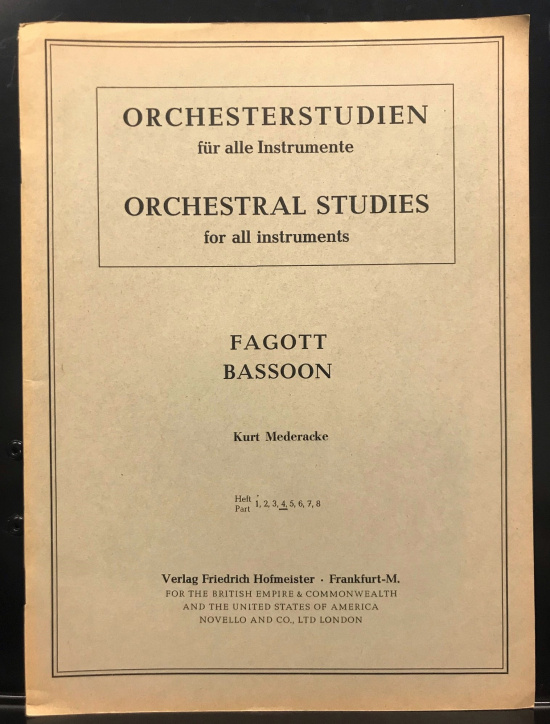 ORCHESTERSTUDIEN
für alle Instrumente
ORCHESTRAL STUDIES
for all instruments
FAGOTT
BASSOON
Kurt Mederacke
Heft
Part 1, 2, 3, 4, 5, 6, 7, 8
Verlag Friedrich Hofmeister · Frankfurt-M.
FOR THE BRITISH EMPIRE & COMMONWEALTH
AND THE UNITED STATES OF AMERICA
NOVELLO AND CO., LTD LONDON